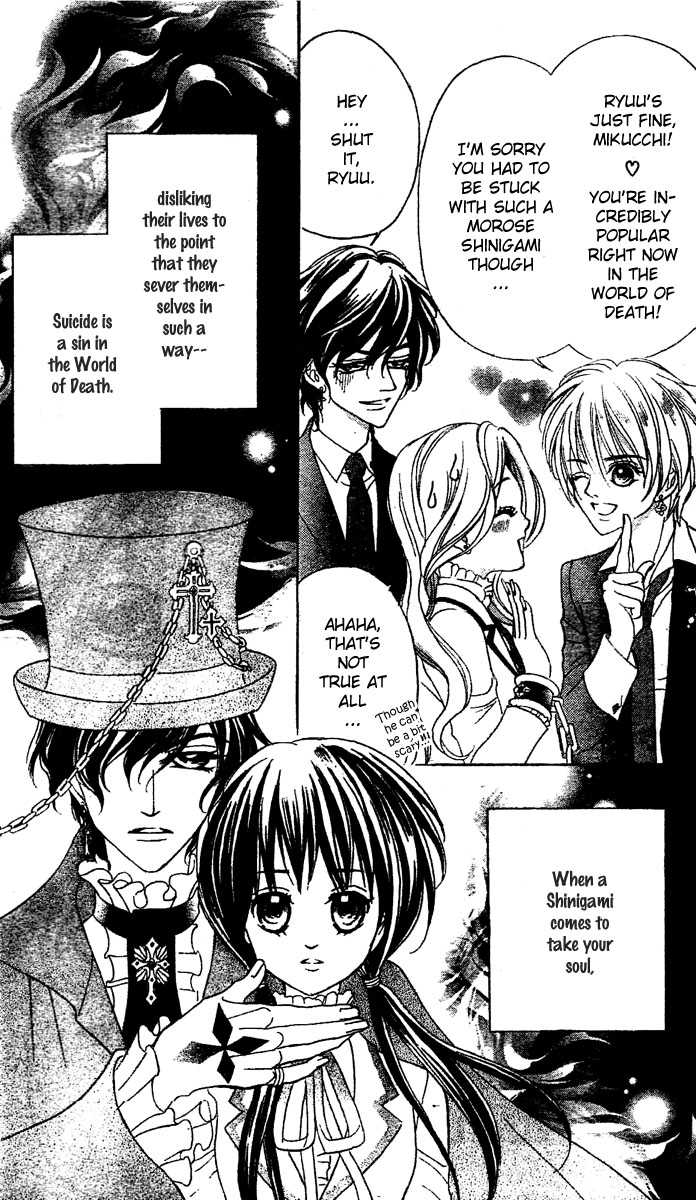 RYUU'S
JUST FINE,
MIKUCCHI!
♥
YOU'RE IN-
CREDIBLY
POPULAR
RIGHT NOW
IN THE
WORLD OF
DEATH!
I'M SORRY
YOU HAD TO
BE STUCK
WITH SUCH A
MOROSE
SHINIGAMI
THOUGH
...
HEY
...
SHUT
IT,
RYUU.
AHAHA,
THAT'S
NOT
TRUE AT
ALL
...
Though
he can
be a bit
scary!!!
disliking
their lives to
the point
that they
sever them-
selves in
such a
way--
Suicide is
a sin in
the World
of Death.
When a
Shinigami
comes to
take your
soul,